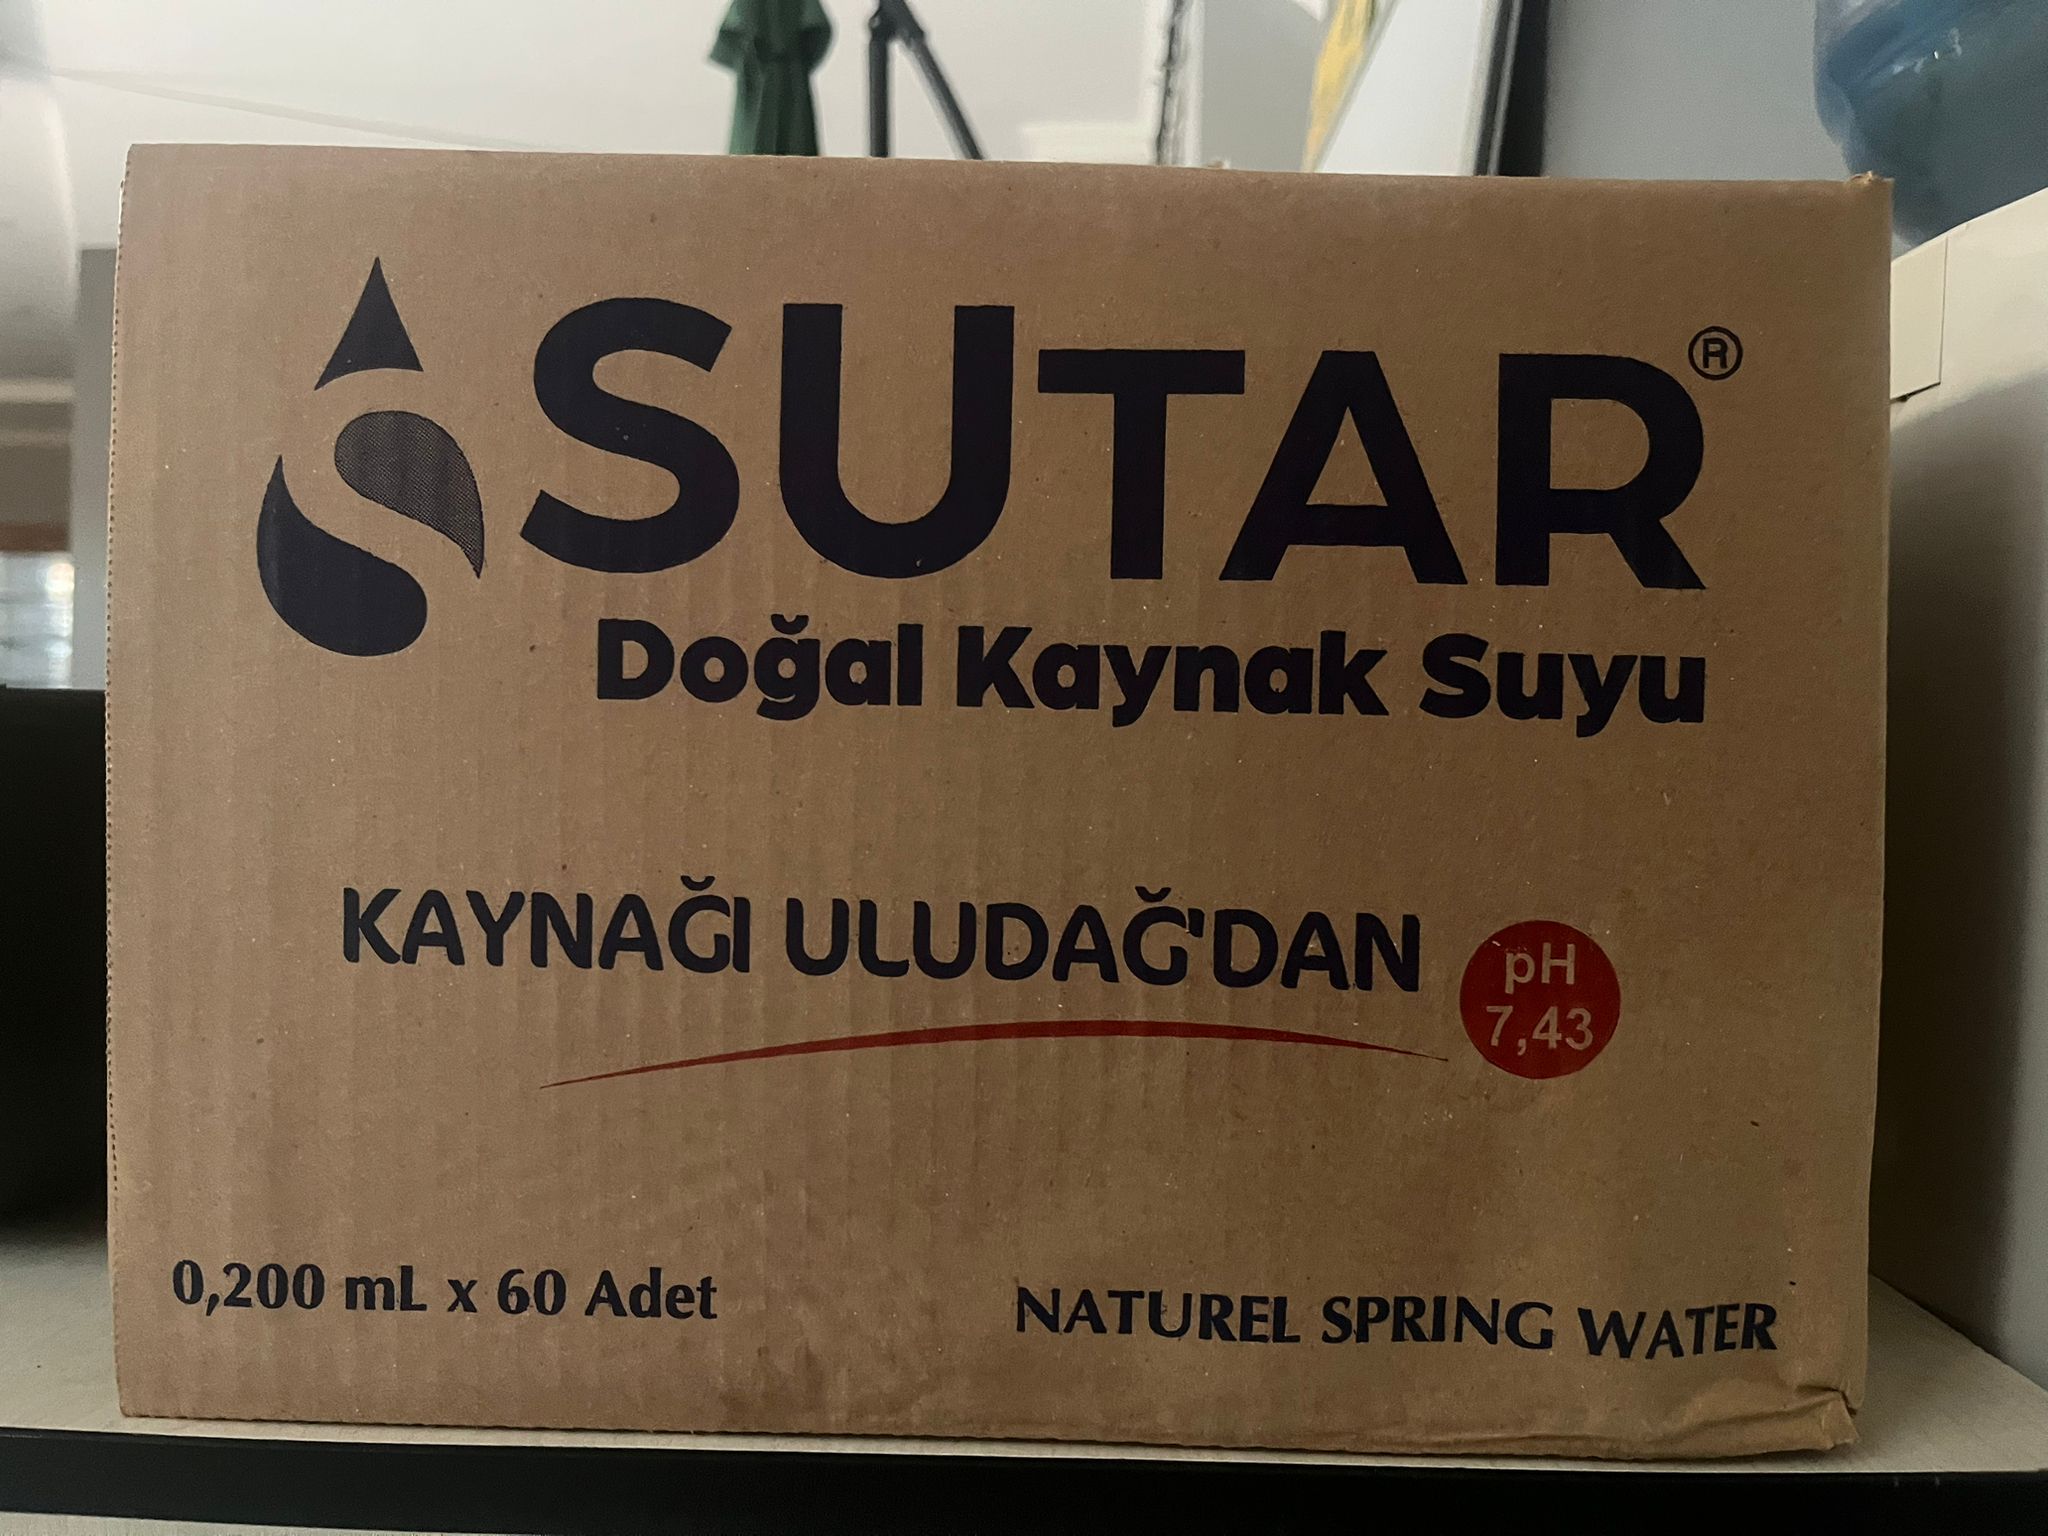 SUTAR®
Doğal Kaynak Suyu
KAYNAĞI ULUDAĞ'DAN
pH
7,43
0,200 mL x 60 Adet
NATUREL SPRING WATER